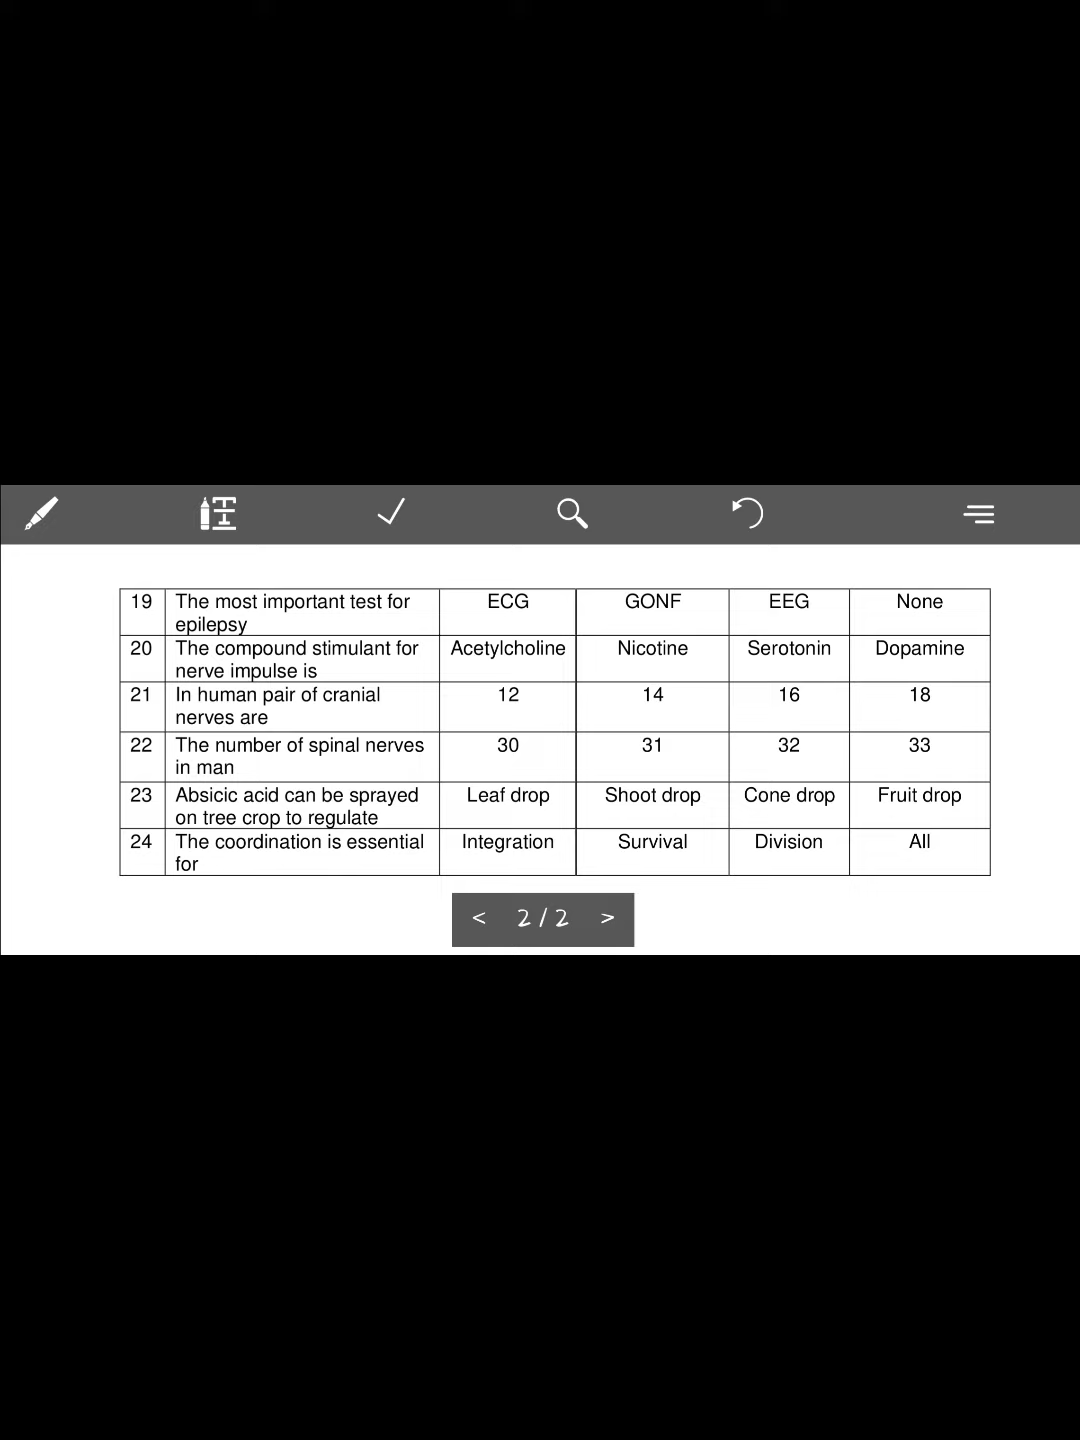 19 The most important test for epilepsy ECG GONF EEG None
20 The compound stimulant for nerve impulse is Acetylcholine Nicotine Serotonin Dopamine
21 In human pair of cranial nerves are 12 14 16 18
22 The number of spinal nerves in man 30 31 32 33
23 Absicic acid can be sprayed on tree crop to regulate Leaf drop Shoot drop Cone drop Fruit drop
24 The coordination is essential for Integration Survival Division All
< 2 / 2 >